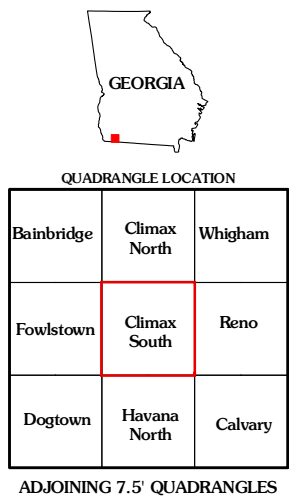 GEORGIA
QUADRANGLE LOCATION
Bainbridge
Climax
North
Whigham
Fowlstown
Climax
South
Reno
Dogtown
Havana
North
Calvary
ADJOINING 7.5' QUADRANGLES